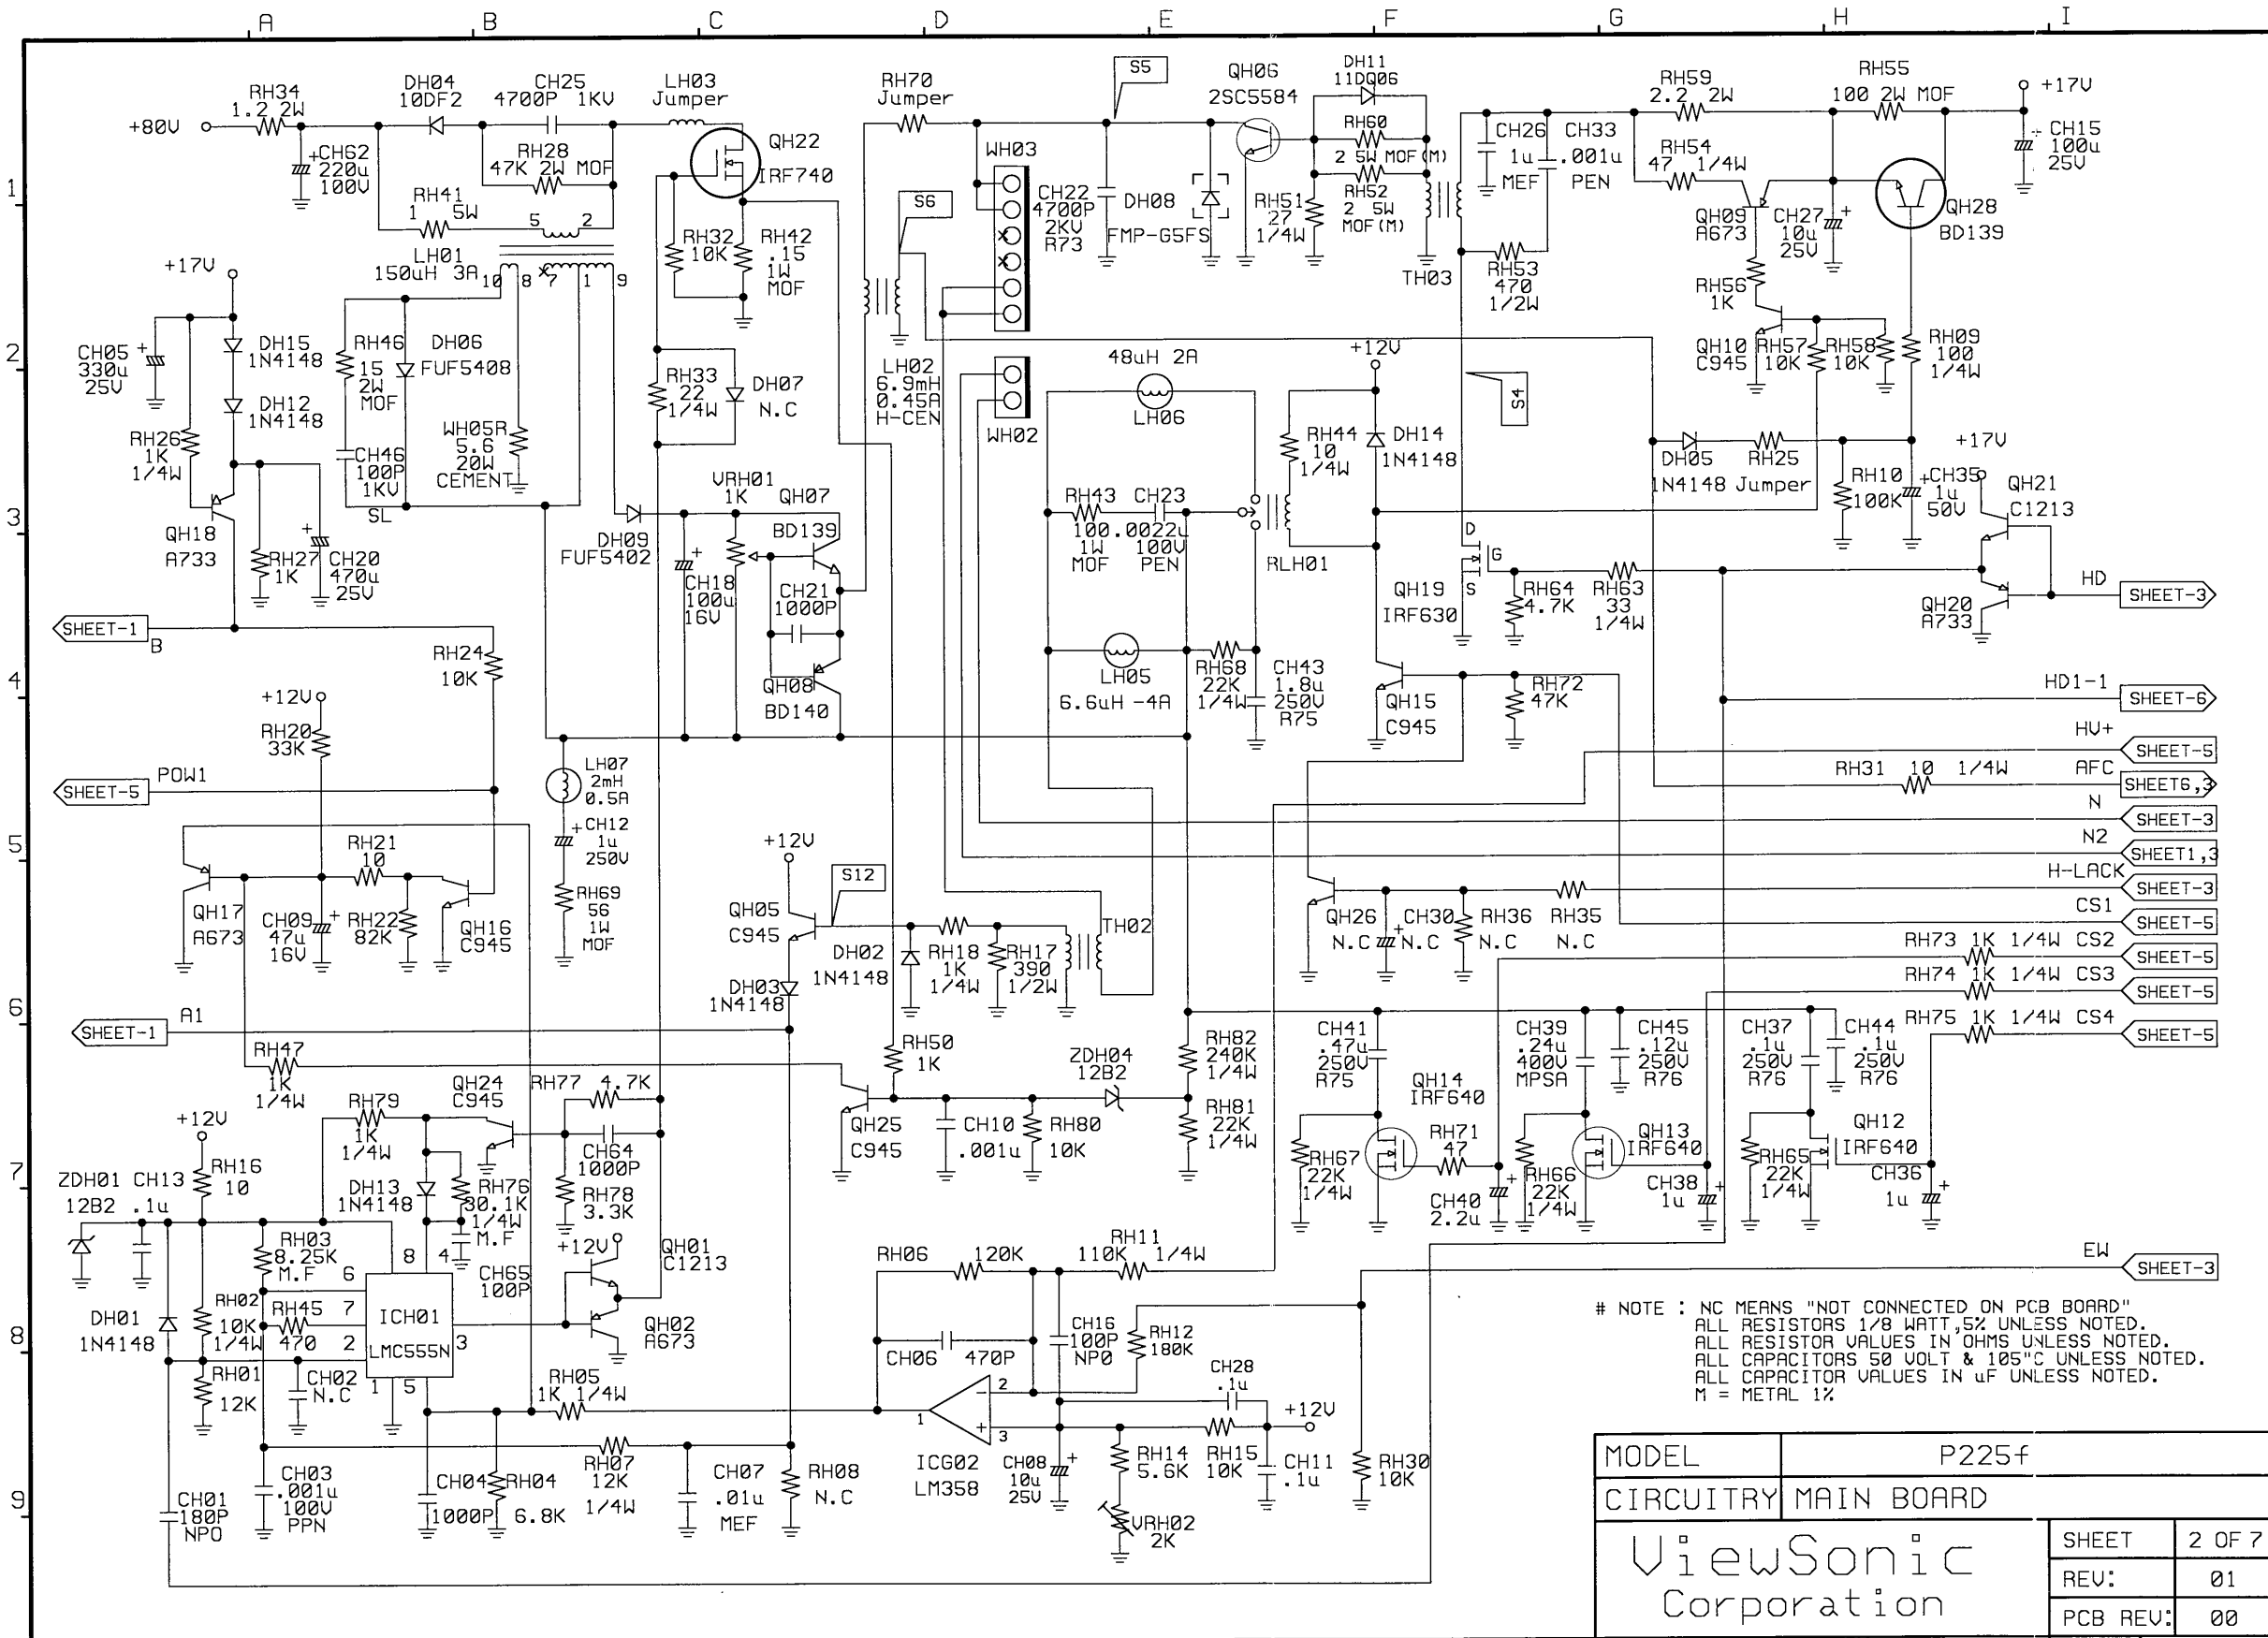 A B C D E F G H I
1
2
3
4
5
6
7
8
9
+80V
RH34
1.2 2W
DH04
10DF2
CH25
4700P 1KV
LH03
Jumper
RH70
Jumper
S5
QH06
2SC5584
DH11
11DQ06
RH59
2.2 2W
RH55
100 2W MOF
+17V
+
CH62
220u
100V
RH28
47K 2W MOF
QH22
IRF740
WH03
RH60
2 5W MOF(M)
CH26
1u
MEF
CH33
.001u
PEN
RH54
47 1/4W
+
CH15
100u
25V
RH41
1 5W
5 2
S6
CH22
4700P
2KV
R73
DH08
FMP-G5FS
RH51
27
1/4W
RH52
2 5W
MOF(M)
QH09
A673
CH27
10u
25V
+
QH28
BD139
LH01
150uH 3A
10 8 7 1 9
RH32
10K
RH42
.15
1W
MOF
TH03
RH53
470
1/2W
RH56
1K
+17V
CH05
330u
25V
+
DH15
1N4148
RH46
15
2W
MOF
DH06
FUF5408
LH02
6.9mH
0.45A
H-CEN
48uH 2A
LH06
+12V
QH10
C945
RH57
10K
RH58
10K
RH09
100
1/4W
DH12
1N4148
RH33
22
1/4W
DH07
N.C
WH02
S4
RH26
1K
1/4W
CH46
100P
1KV
SL
WH05R
5.6
20W
CEMENT
RH44
10
1/4W
DH14
1N4148
DH05
1N4148
RH25
Jumper
RH10
100K
+
CH35
1u
50V
+17V
QH21
C1213
QH18
A733
RH27
1K
+
CH20
470u
25V
DH09
FUF5402
VRH01
1K
QH07
BD139
RH43
100
1W
MOF
CH23
.0022u
100V
PEN
RLH01
D
G
S
QH19
IRF630
RH64
4.7K
RH63
33
1/4W
QH20
A733
HD
SHEET-3
+
CH18
100u
16V
CH21
1000P
SHEET-1
B
RH24
10K
QH08
BD140
LH05
6.6uH -4A
RH68
22K
1/4W
CH43
1.8u
250V
R75
QH15
C945
RH72
47K
HD1-1
SHEET-6
+12V
RH20
33K
LH07
2mH
0.5A
HV+
SHEET-5
SHEET-5
POW1
RH31 10 1/4W
AFC
SHEET6,3
N
SHEET-3
N2
SHEET1,3
H-LACK
SHEET-3
CS1
SHEET-5
+
CH12
1u
250V
RH21
10
+12V
S12
QH17
A673
CH09
47u
16V
+
RH22
82K
QH16
C945
RH69
56
1W
MOF
QH05
C945
DH02
1N4148
RH18
1K
1/4W
RH17
390
1/2W
TH02
QH26
N.C
+
CH30
N.C
RH36
N.C
RH35
N.C
RH73 1K 1/4W CS2
SHEET-5
RH74 1K 1/4W CS3
SHEET-5
RH75 1K 1/4W CS4
SHEET-5
DH03
1N4148
SHEET-1
A1
RH47
1K
1/4W
RH50
1K
ZDH04
12B2
RH82
240K
1/4W
CH41
.47u
250V
R75
CH39
.24u
400V
MPSA
CH45
.12u
250V
R76
CH37
.1u
250V
R76
CH44
.1u
250V
R76
RH79
1K
1/4W
QH24
C945
RH77 4.7K
CH64
1000P
QH25
C945
CH10
.001u
RH80
10K
RH81
22K
1/4W
QH14
IRF640
RH71
47
QH13
IRF640
QH12
IRF640
+12V
ZDH01
12B2
CH13
.1u
RH16
10
DH13
1N4148
RH76
30.1K
1/4W
M.F
RH78
3.3K
RH67
22K
1/4W
CH40
2.2u
+
RH66
22K
1/4W
CH38
1u
+
RH65
22K
1/4W
CH36
1u
+
RH03
8.25K
M.F
8 4
6
7
2
3
1 5
ICH01
LMC555N
CH65
100P
+12V
QH01
C1213
QH02
A673
RH06 120K
RH11
110K 1/4W
EW
SHEET-3
DH01
1N4148
RH02
10K
1/4W
RH45
470
RH01
12K
CH02
N.C
CH06 470P
CH16
100P
NP0
RH12
180K
CH28
.1u
RH05
1K 1/4W
2
1
3
ICG02
LM358
+12V
CH01
180P
NPO
CH03
.001u
100V
PPN
CH04
1000P
RH04
6.8K
RH07
12K
1/4W
CH07
.01u
MEF
RH08
N.C
CH08
10u
25V
+
RH14
5.6K
RH15
10K
CH11
.1u
RH30
10K
VRH02
2K
# NOTE : NC MEANS "NOT CONNECTED ON PCB BOARD"
ALL RESISTORS 1/8 WATT,5% UNLESS NOTED.
ALL RESISTOR VALUES IN OHMS UNLESS NOTED.
ALL CAPACITORS 50 VOLT & 105"C UNLESS NOTED.
ALL CAPACITOR VALUES IN uF UNLESS NOTED.
M = METAL 1%
MODEL P225f
CIRCUITRY MAIN BOARD
ViewSonic
Corporation
SHEET 2 OF 7
REV: 01
PCB REV: 00